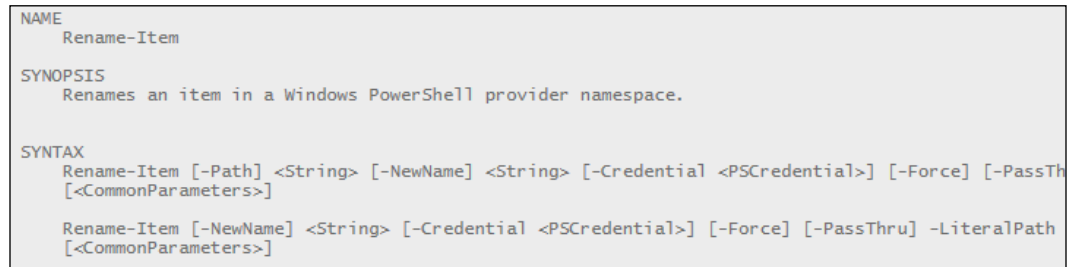 NAME
Rename-Item
SYNOPSIS
Renames an item in a Windows PowerShell provider namespace.
SYNTAX
Rename-Item [-Path] <String> [-NewName] <String> [-Credential <PSCredential>] [-Force] [-PassTh
[<CommonParameters>]
Rename-Item [-NewName] <String> [-Credential <PSCredential>] [-Force] [-PassThru] -LiteralPath
[<CommonParameters>]